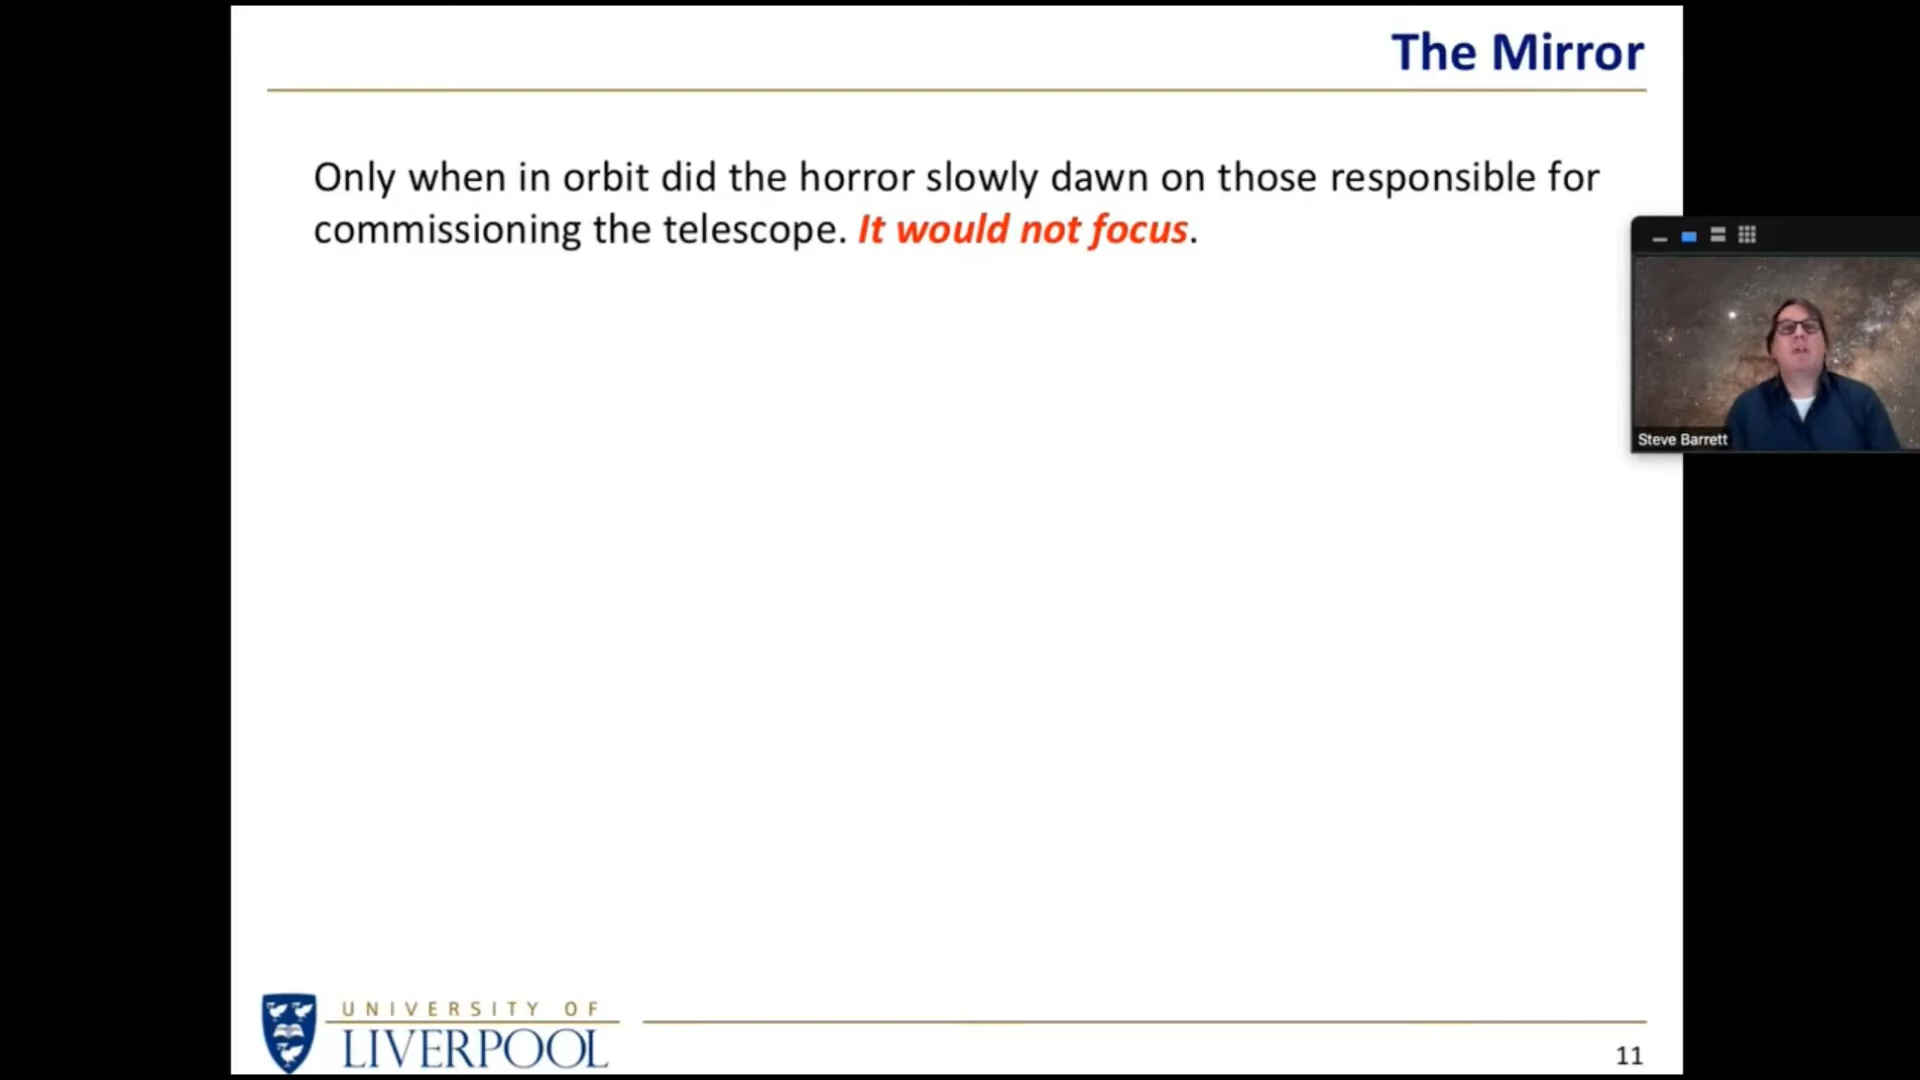 The Mirror
Only when in orbit did the horror slowly dawn on those responsible for
commissioning the telescope. It would not focus.
Steve Barrett
UNIVERSITY OF
LIVERPOOL
11